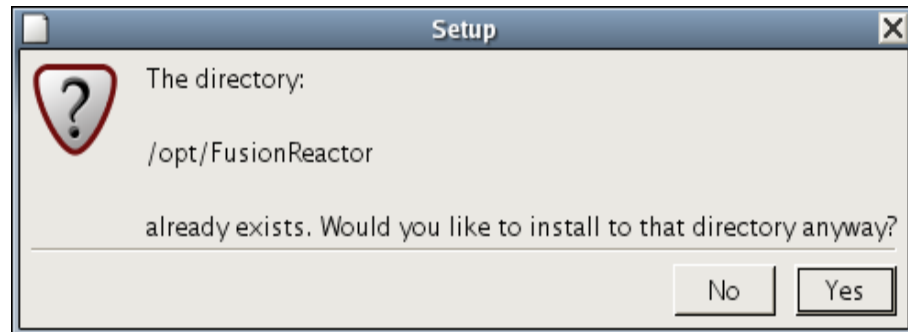 Setup
The directory:
/opt/FusionReactor
already exists. Would you like to install to that directory anyway?
No
Yes